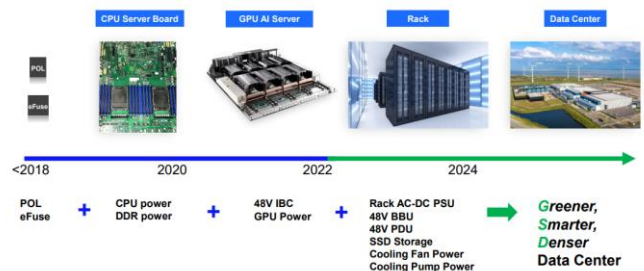 CPU Server Board
GPU AI Server
Rack
Data Center
POL
eFuse
<2018
2020
2022
2024
POL
eFuse
+
CPU power
DDR power
+
48V IBC
GPU Power
+
Rack AC-DC PSU
48V BBU
48V PDU
SSD Storage
Cooling Fan Power
Cooling Pump Power
Greener,
Smarter,
Denser
Data Center